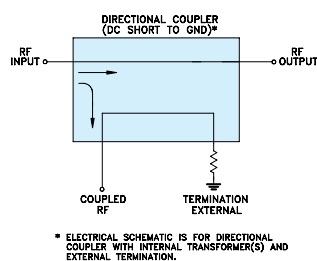 DIRECTIONAL COUPLER
(DC SHORT TO GND)*
RF
INPUT
RF
OUTPUT
COUPLED
RF
TERMINATION
EXTERNAL
* ELECTRICAL SCHEMATIC IS FOR DIRECTIONAL
COUPLER WITH INTERNAL TRANSFORMER(S) AND
EXTERNAL TERMINATION.